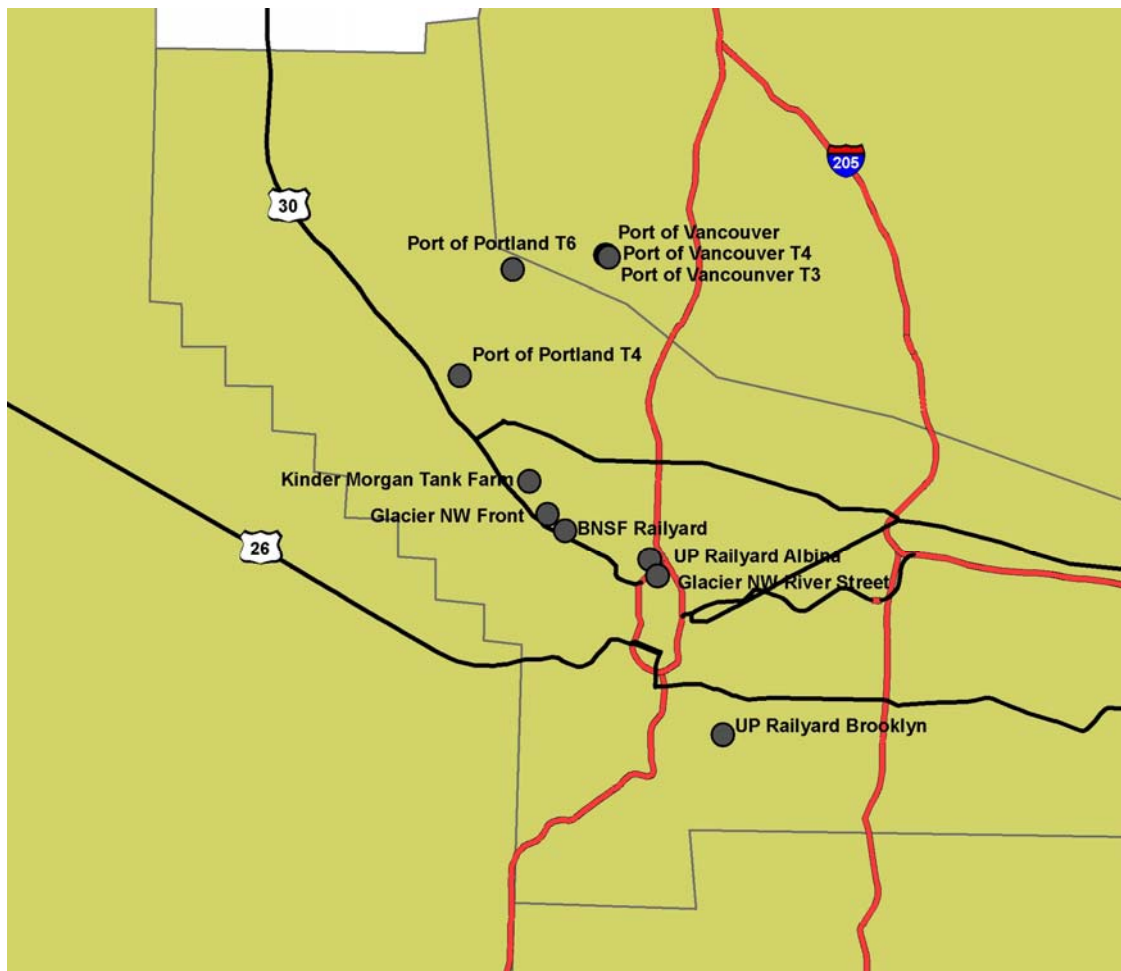 205
30
Port of Vancouver
Port of Portland T6
Port of Vancouver T4
Port of Vancounver T3
Port of Portland T4
Kinder Morgan Tank Farm
Glacier NW Front
BNSF Railyard
26
UP Railyard Albina
Glacier NW River Street
UP Railyard Brooklyn